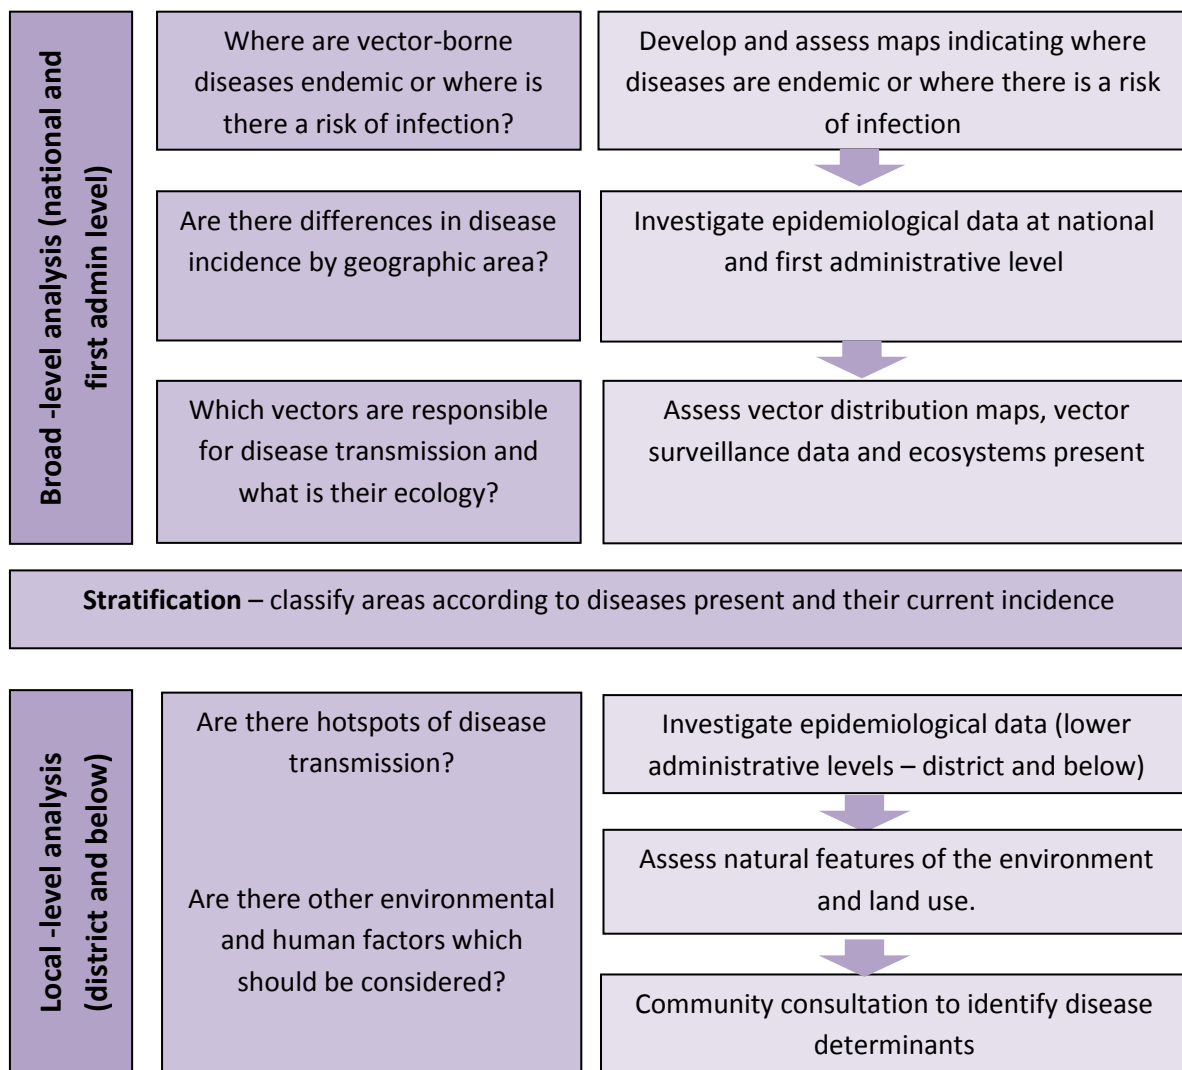 Broad -level analysis (national and
first admin level)
Where are vector-borne
diseases endemic or where is
there a risk of infection?
Develop and assess maps indicating where
diseases are endemic or where there is a risk
of infection
Are there differences in disease
incidence by geographic area?
Investigate epidemiological data at national
and first administrative level
Which vectors are responsible
for disease transmission and
what is their ecology?
Assess vector distribution maps, vector
surveillance data and ecosystems present
Stratification – classify areas according to diseases present and their current incidence
Local -level analysis
(district and below)
Are there hotspots of disease
transmission?
Are there other environmental
and human factors which
should be considered?
Investigate epidemiological data (lower
administrative levels – district and below)
Assess natural features of the environment
and land use.
Community consultation to identify disease
determinants